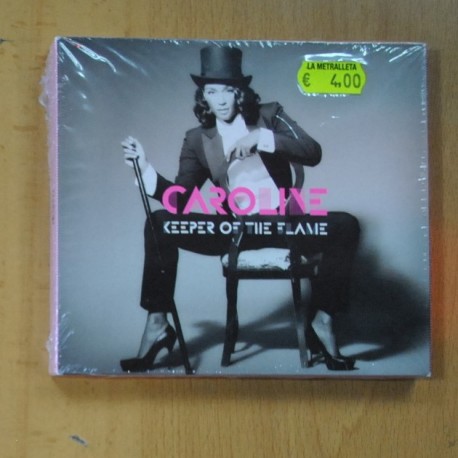 LA METRALLETA
€ 4,00
CAROLINE
KEEPER OF THE FLAME